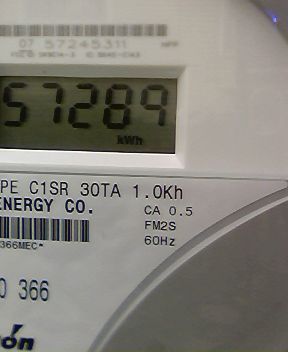 07 57245311
57289
kWh
PE C1SR 30TA 1.0Kh
ENERGY CO.
CA 0.5
FM2S
366MEC*
60Hz
0 366
ón